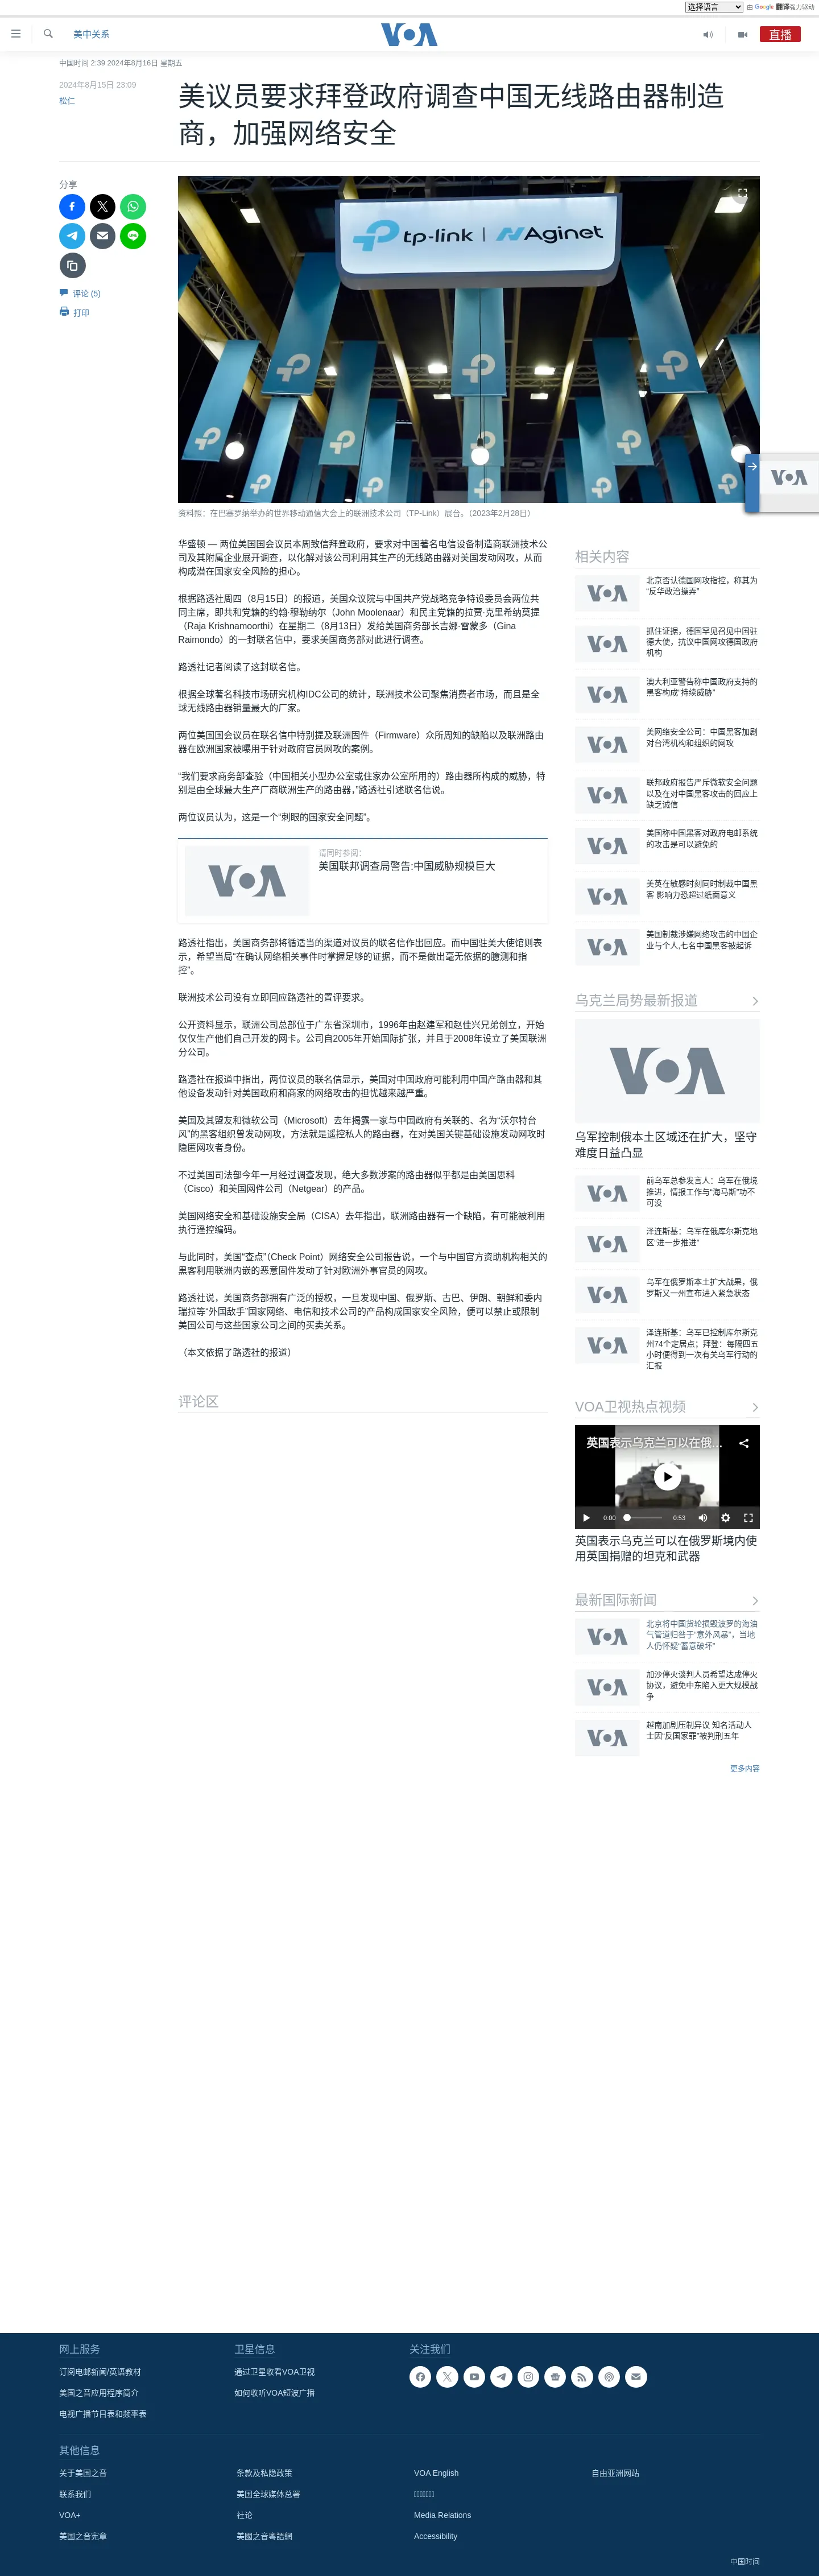 选择语言 由 Google 翻译强力驱动
美中关系
VOA
直播
中国时间 2:39 2024年8月16日 星期五
2024年8月15日 23:09
松仁
美议员要求拜登政府调查中国无线路由器制造
商，加强网络安全
分享
评论 (5)
打印
tp-link | Aginet
资料照：在巴塞罗纳举办的世界移动通信大会上的联洲技术公司（TP-Link）展台。（2023年2月28日）
华盛顿 — 两位美国国会议员本周致信拜登政府，要求对中国著名电信设备制造商联洲技术公
司及其附属企业展开调查，以化解对该公司利用其生产的无线路由器对美国发动网攻，从而
构成潜在国家安全风险的担心。
根据路透社周四（8月15日）的报道，美国众议院与中国共产党战略竞争特设委员会两位共
同主席，即共和党籍的约翰·穆勒纳尔（John Moolenaar）和民主党籍的拉贾·克里希纳莫提
（Raja Krishnamoorthi）在星期二（8月13日）发给美国商务部长吉娜·雷蒙多（Gina
Raimondo）的一封联名信中，要求美国商务部对此进行调查。
路透社记者阅读了这封联名信。
根据全球著名科技市场研究机构IDC公司的统计，联洲技术公司聚焦消费者市场，而且是全
球无线路由器销量最大的厂家。
两位美国国会议员在联名信中特别提及联洲固件（Firmware）众所周知的缺陷以及联洲路由
器在欧洲国家被曝用于针对政府官员网攻的案例。
“我们要求商务部查验（中国相关小型办公室或住家办公室所用的）路由器所构成的威胁，特
别是由全球最大生产厂商联洲生产的路由器，”路透社引述联名信说。
两位议员认为，这是一个“刺眼的国家安全问题”。
VOA
请同时参阅：
美国联邦调查局警告:中国威胁规模巨大
路透社指出，美国商务部将循适当的渠道对议员的联名信作出回应。而中国驻美大使馆则表
示，希望当局“在确认网络相关事件时掌握足够的证据，而不是做出毫无依据的臆测和指
控”。
联洲技术公司没有立即回应路透社的置评要求。
公开资料显示，联洲公司总部位于广东省深圳市，1996年由赵建军和赵佳兴兄弟创立，开始
仅仅生产他们自己开发的网卡。公司自2005年开始国际扩张，并且于2008年设立了美国联洲
分公司。
路透社在报道中指出，两位议员的联名信显示，美国对中国政府可能利用中国产路由器和其
他设备发动针对美国政府和商家的网络攻击的担忧越来越严重。
美国及其盟友和微软公司（Microsoft）去年揭露一家与中国政府有关联的、名为“沃尔特台
风”的黑客组织曾发动网攻，方法就是遥控私人的路由器，在对美国关键基础设施发动网攻时
隐匿网攻者身份。
不过美国司法部今年一月经过调查发现，绝大多数涉案的路由器似乎都是由美国思科
（Cisco）和美国网件公司（Netgear）的产品。
美国网络安全和基础设施安全局（CISA）去年指出，联洲路由器有一个缺陷，有可能被利用
执行遥控编码。
与此同时，美国“查点”（Check Point）网络安全公司报告说，一个与中国官方资助机构相关的
黑客利用联洲内嵌的恶意固件发动了针对欧洲外事官员的网攻。
路透社说，美国商务部拥有广泛的授权，一旦发现中国、俄罗斯、古巴、伊朗、朝鲜和委内
瑞拉等“外国敌手”国家网络、电信和技术公司的产品构成国家安全风险，便可以禁止或限制
美国公司与这些国家公司之间的买卖关系。
（本文依据了路透社的报道）
评论区
VOA
相关内容
VOA
北京否认德国网攻指控，称其为
“反华政治操弄”
VOA
抓住证据，德国罕见召见中国驻
德大使，抗议中国网攻德国政府
机构
VOA
澳大利亚警告称中国政府支持的
黑客构成“持续威胁”
VOA
美网络安全公司：中国黑客加剧
对台湾机构和组织的网攻
VOA
联邦政府报告严斥微软安全问题
以及在对中国黑客攻击的回应上
缺乏诚信
VOA
美国称中国黑客对政府电邮系统
的攻击是可以避免的
VOA
美英在敏感时刻同时制裁中国黑
客 影响力恐超过纸面意义
VOA
美国制裁涉嫌网络攻击的中国企
业与个人,七名中国黑客被起诉
乌克兰局势最新报道
VOA
乌军控制俄本土区域还在扩大，坚守
难度日益凸显
VOA
前乌军总参发言人：乌军在俄境
推进，情报工作与“海马斯”功不
可没
VOA
泽连斯基：乌军在俄库尔斯克地
区“进一步推进”
VOA
乌军在俄罗斯本土扩大战果，俄
罗斯又一州宣布进入紧急状态
VOA
泽连斯基：乌军已控制库尔斯克
州74个定居点；拜登：每隔四五
小时便得到一次有关乌军行动的
汇报
VOA卫视热点视频
英国表示乌克兰可以在俄…
0:00 0:53
英国表示乌克兰可以在俄罗斯境内使
用英国捐赠的坦克和武器
最新国际新闻
VOA
北京将中国货轮损毁波罗的海油
气管道归咎于“意外风暴”，当地
人仍怀疑“蓄意破坏”
VOA
加沙停火谈判人员希望达成停火
协议，避免中东陷入更大规模战
争
VOA
越南加剧压制异议 知名活动人
士因“反国家罪”被判刑五年
更多内容
网上服务
订阅电邮新闻/英语教材
美国之音应用程序简介
电视广播节目表和频率表
卫星信息
通过卫星收看VOA卫视
如何收听VOA短波广播
关注我们
其他信息
关于美国之音
联系我们
VOA+
美国之音宪章
条款及私隐政策
美国全球媒体总署
社论
美國之音粵語網
VOA English
Media Relations
Accessibility
自由亚洲网站
中国时间